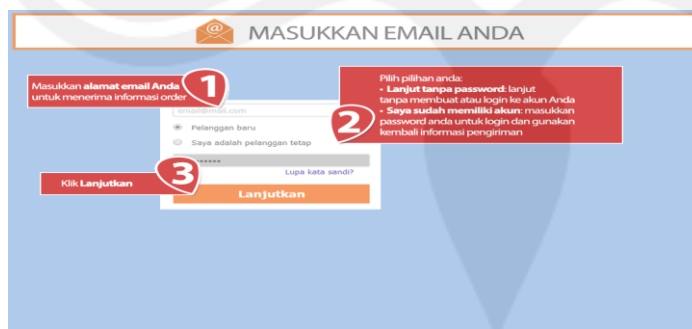 MASUKKAN EMAIL ANDA
Masukkan alamat email Anda
untuk menerima informasi order
1
Pilih pilihan anda:
- Lanjut tanpa password: lanjut
tanpa membuat atau login ke akun Anda
- Saya sudah memiliki akun: masukkan
password anda untuk login dan gunakan
kembali informasi pengiriman
2
email@mail.com
Pelanggan baru
Saya adalah pelanggan tetap
Lupa kata sandi?
Klik Lanjutkan
3
Lanjutkan